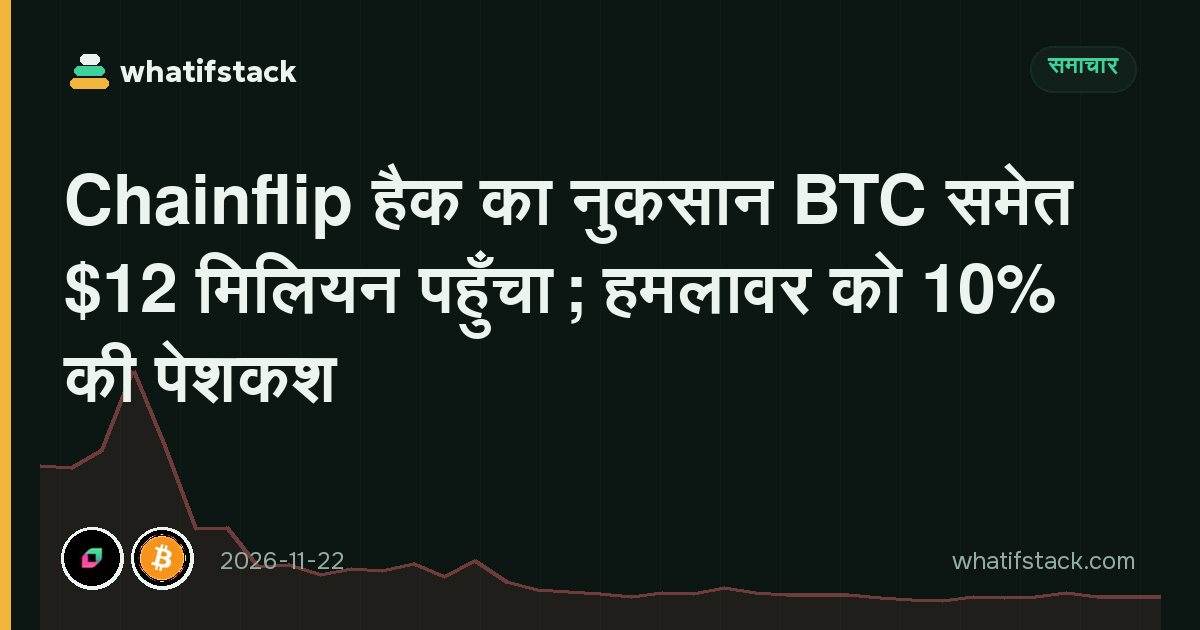 whatifstack
समाचार
Chainflip हैक का नुकसान BTC समेत
$12 मिलियन पहुँचा ; हमलावर को 10%
की पेशकश
2026-11-22
whatifstack.com